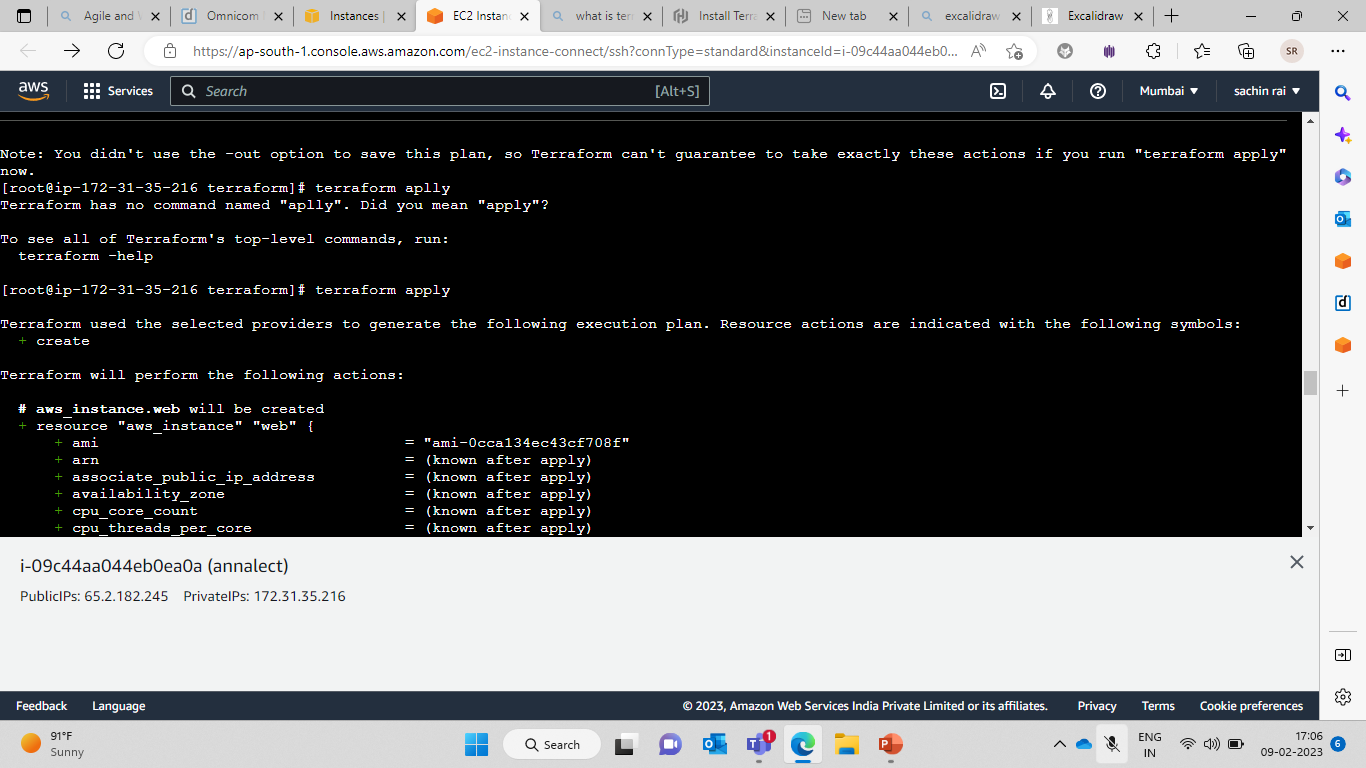 Agile and
Omnicom
Instances |
EC2 Instan
what is ter
Install Terra
New tab
excalidraw
Excalidraw
https://ap-south-1.console.aws.amazon.com/ec2-instance-connect/ssh?connType=standard&instanceId=i-09c44aa044eb0...
SR
aws
Services
Search
[Alt+S]
Mumbai
sachin rai
Note: You didn't use the -out option to save this plan, so Terraform can't guarantee to take exactly these actions if you run "terraform apply"
now.
[root@ip-172-31-35-216 terraform]# terraform aplly
Terraform has no command named "aplly". Did you mean "apply"?
To see all of Terraform's top-level commands, run:
terraform -help
[root@ip-172-31-35-216 terraform]# terraform apply
Terraform used the selected providers to generate the following execution plan. Resource actions are indicated with the following symbols:
+ create
Terraform will perform the following actions:
# aws_instance.web will be created
+ resource "aws_instance" "web" {
+ ami = "ami-0cca134ec43cf708f"
+ arn = (known after apply)
+ associate_public_ip_address = (known after apply)
+ availability_zone = (known after apply)
+ cpu_core_count = (known after apply)
+ cpu_threads_per_core = (known after apply)
i-09c44aa044eb0ea0a (annalect)
PublicIPs: 65.2.182.245 PrivateIPs: 172.31.35.216
Feedback
Language
© 2023, Amazon Web Services India Private Limited or its affiliates.
Privacy
Terms
Cookie preferences
91°F
Sunny
Search
1
ENG
IN
17:06
09-02-2023
6